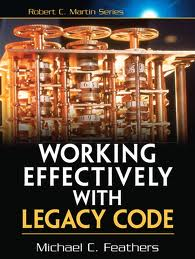 Robert C. Martin Series
WORKING
EFFECTIVELY
WITH
LEGACY CODE
Michael C. Feathers